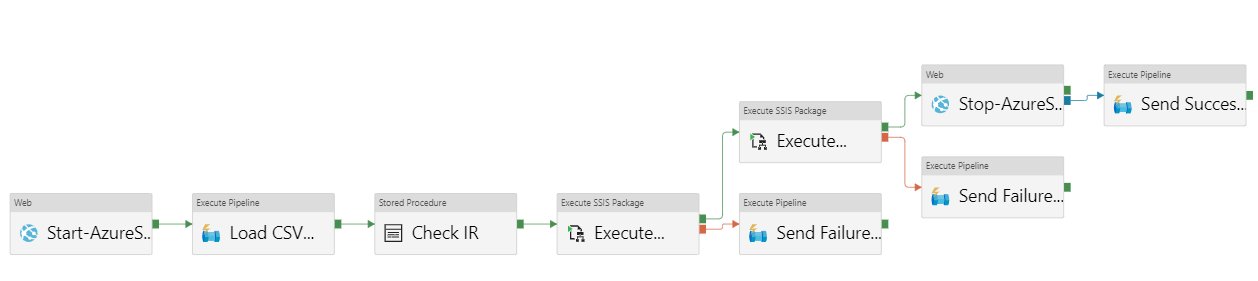 Web
Stop-AzureS..
Execute Pipeline
Send Succes...
Execute SSIS Package
Execute...
Execute Pipeline
Send Failure...
Web
Start-AzureS..
Execute Pipeline
Load CSV...
Stored Procedure
Check IR
Execute SSIS Package
Execute...
Execute Pipeline
Send Failure...